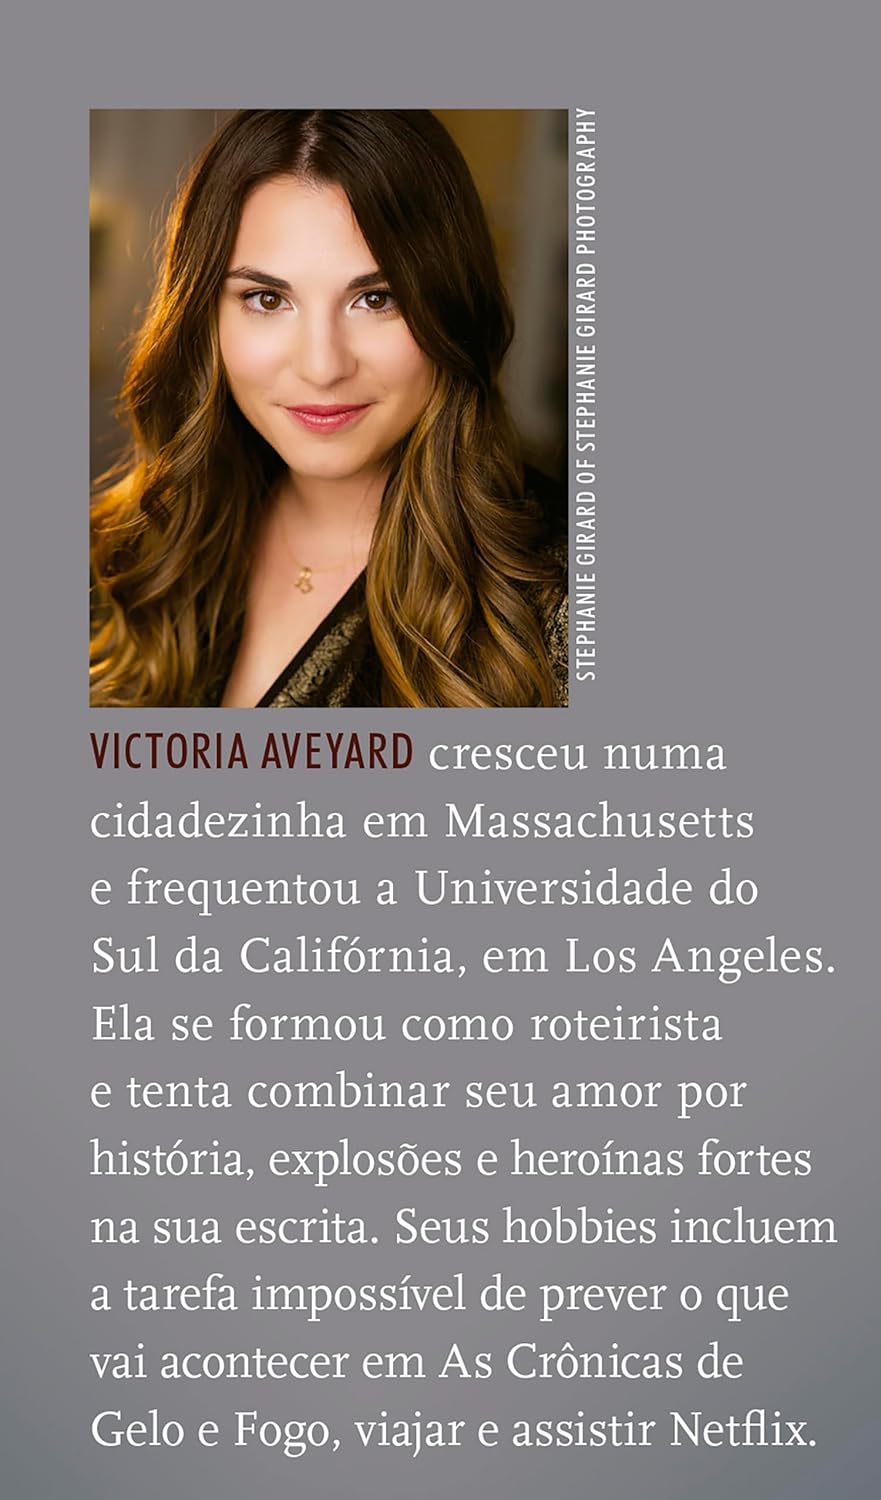 STEPHANIE GIRARD OF STEPHANIE GIRARD PHOTOGRAPHY
VICTORIA AVEYARD cresceu numa
cidadezinha em Massachusetts
e frequentou a Universidade do
Sul da Califórnia, em Los Angeles.
Ela se formou como roteirista
e tenta combinar seu amor por
história, explosões e heroínas fortes
na sua escrita. Seus hobbies incluem
a tarefa impossível de prever o que
vai acontecer em As Crônicas de
Gelo e Fogo, viajar e assistir Netflix.